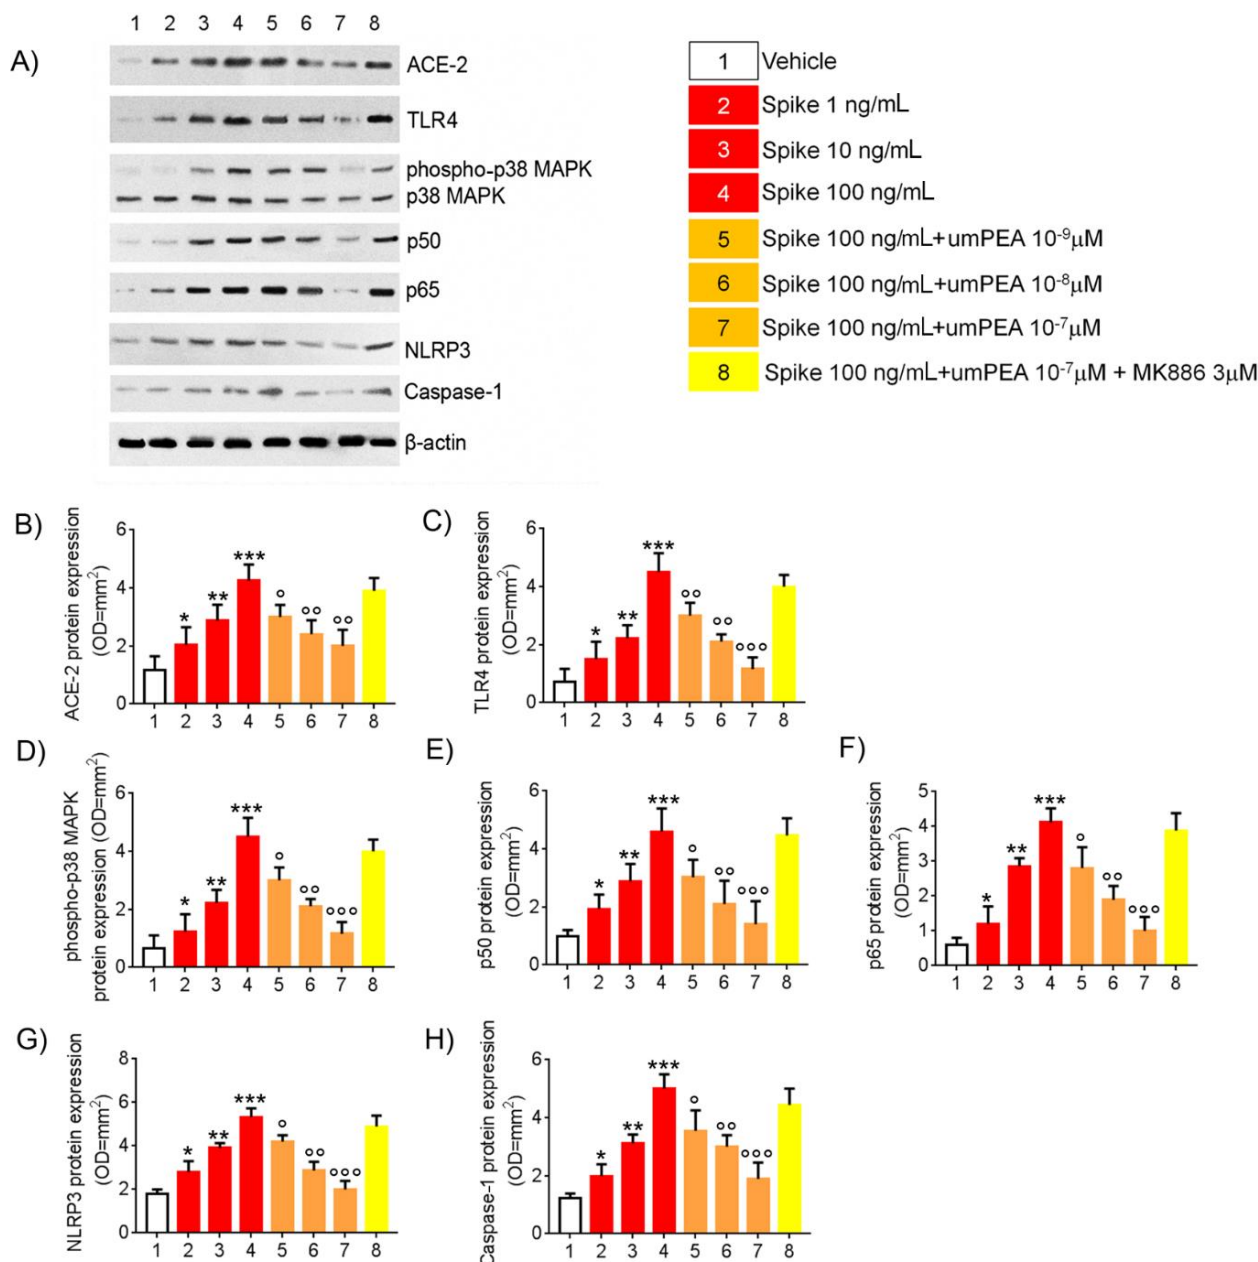 A)
1 2 3 4 5 6 7 8
ACE-2
TLR4
phospho-p38 MAPK
p38 MAPK
p50
p65
NLRP3
Caspase-1
β-actin
1 Vehicle
2 Spike 1 ng/mL
3 Spike 10 ng/mL
4 Spike 100 ng/mL
5 Spike 100 ng/mL+umPEA 10⁻⁹μM
6 Spike 100 ng/mL+umPEA 10⁻⁸μM
7 Spike 100 ng/mL+umPEA 10⁻⁷μM
8 Spike 100 ng/mL+umPEA 10⁻⁷μM + MK886 3μM
B)
ACE-2 protein expression
(OD=mm²)
6
4
2
0
* ** *** ° °° °°
1 2 3 4 5 6 7 8
C)
TLR4 protein expression
(OD=mm²)
6
4
2
0
* ** *** °° °° °°°
1 2 3 4 5 6 7 8
D)
phospho-p38 MAPK
protein expression (OD=mm²)
6
4
2
0
* ** *** ° °° °°°
1 2 3 4 5 6 7 8
E)
p50 protein expression
(OD=mm²)
6
4
2
0
* ** *** ° °° °°°
1 2 3 4 5 6 7 8
F)
p65 protein expression
(OD=mm²)
5
4
3
2
1
0
* ** *** ° °° °°°
1 2 3 4 5 6 7 8
G)
NLRP3 protein expression
(OD=mm²)
8
6
4
2
0
* ** *** ° °° °°°
1 2 3 4 5 6 7 8
H)
Caspase-1 protein expression
(OD=mm²)
6
4
2
0
* ** *** ° °° °°°
1 2 3 4 5 6 7 8